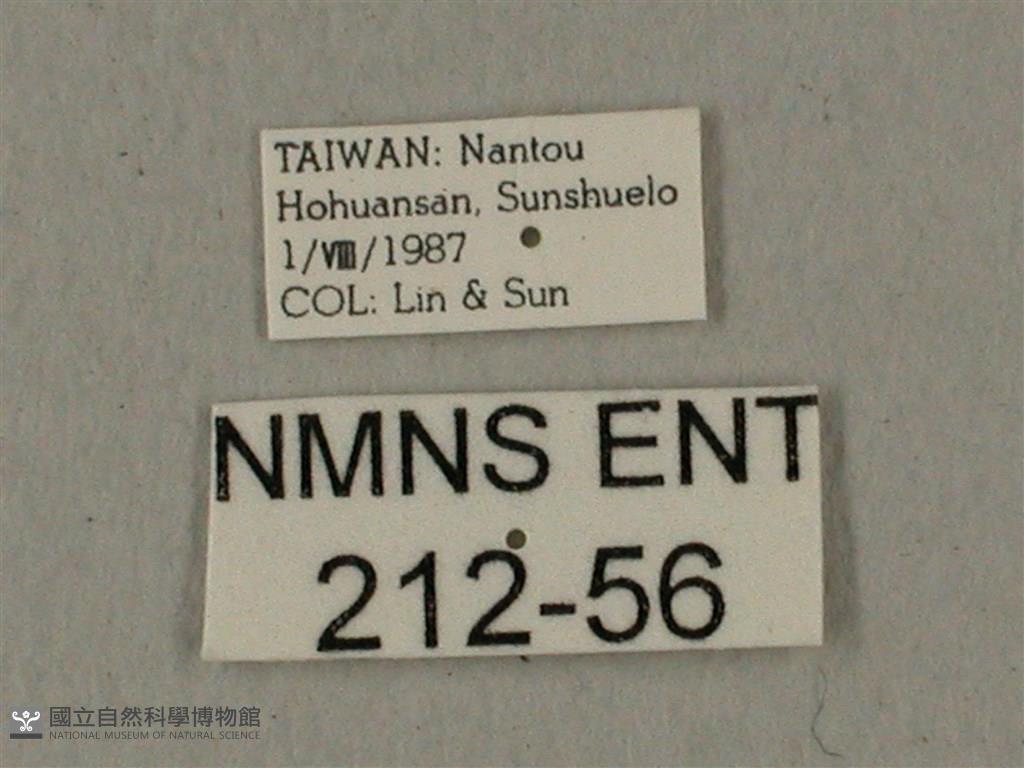 TAIWAN: Nantou
Hohuansan, Sunshuelo
1/Ⅷ/1987
COL: Lin & Sun
NMNS ENT
212-56
國立自然科學博物館
NATIONAL MUSEUM OF NATURAL SCIENCE